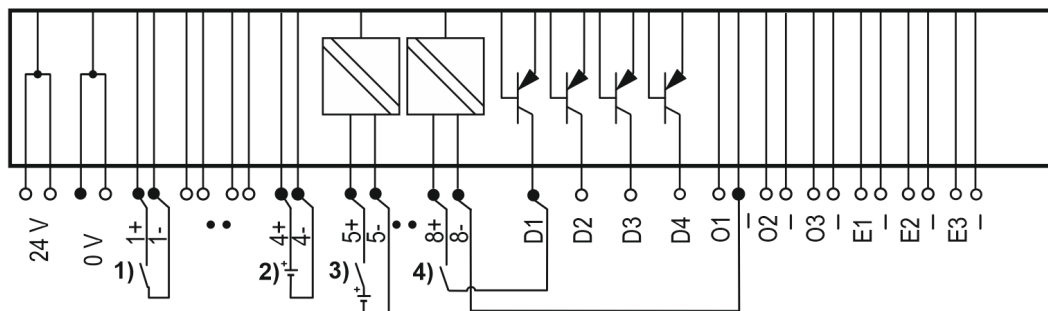 24 V
0 V
1+
1-
4+
4-
5+
5-
8+
8-
D1
D2
D3
D4
O1
–
O2
–
O3
–
E1
–
E2
–
E3
–
1)
2)
+
3)
+
4)